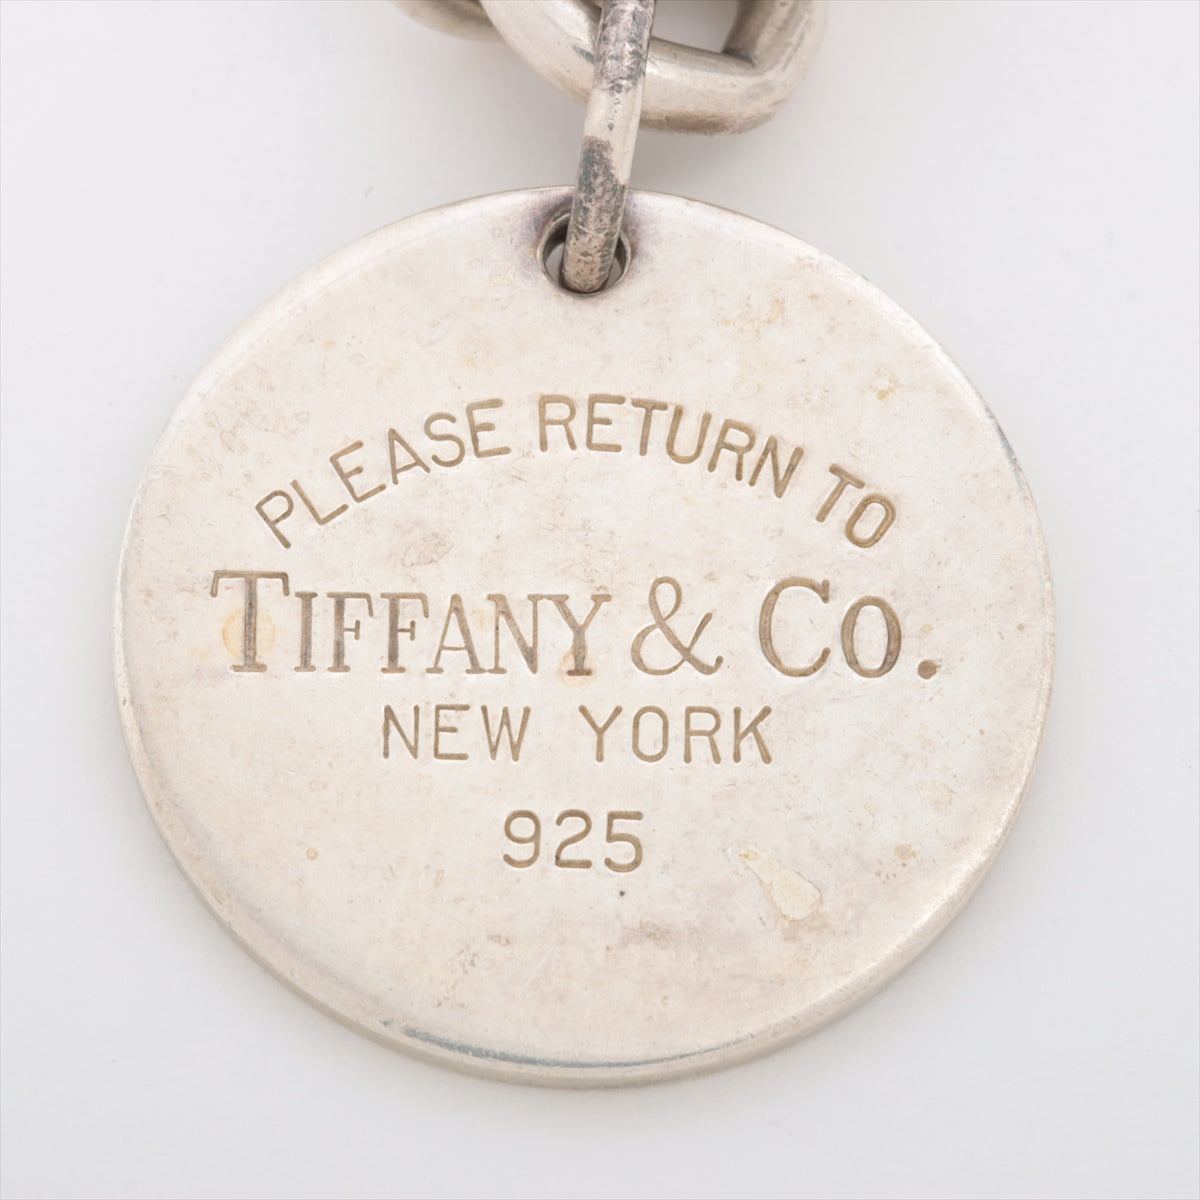 PLEASE RETURN TO
TIFFANY & CO.
NEW YORK
925